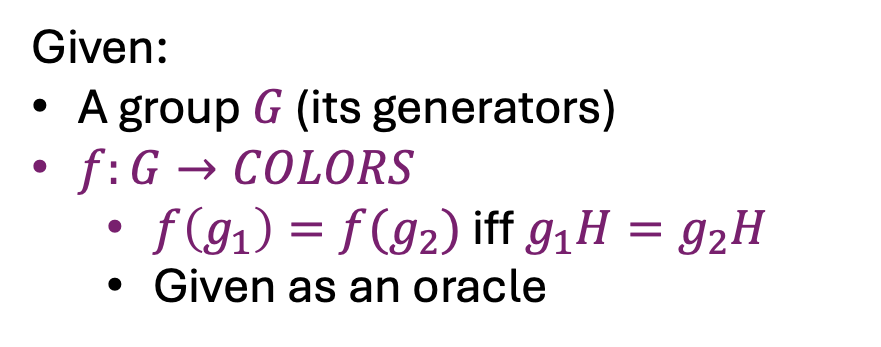 Given:
• A group G (its generators)
• f: G → COLORS
• f(g₁) = f(g₂) iff g₁H = g₂H
• Given as an oracle